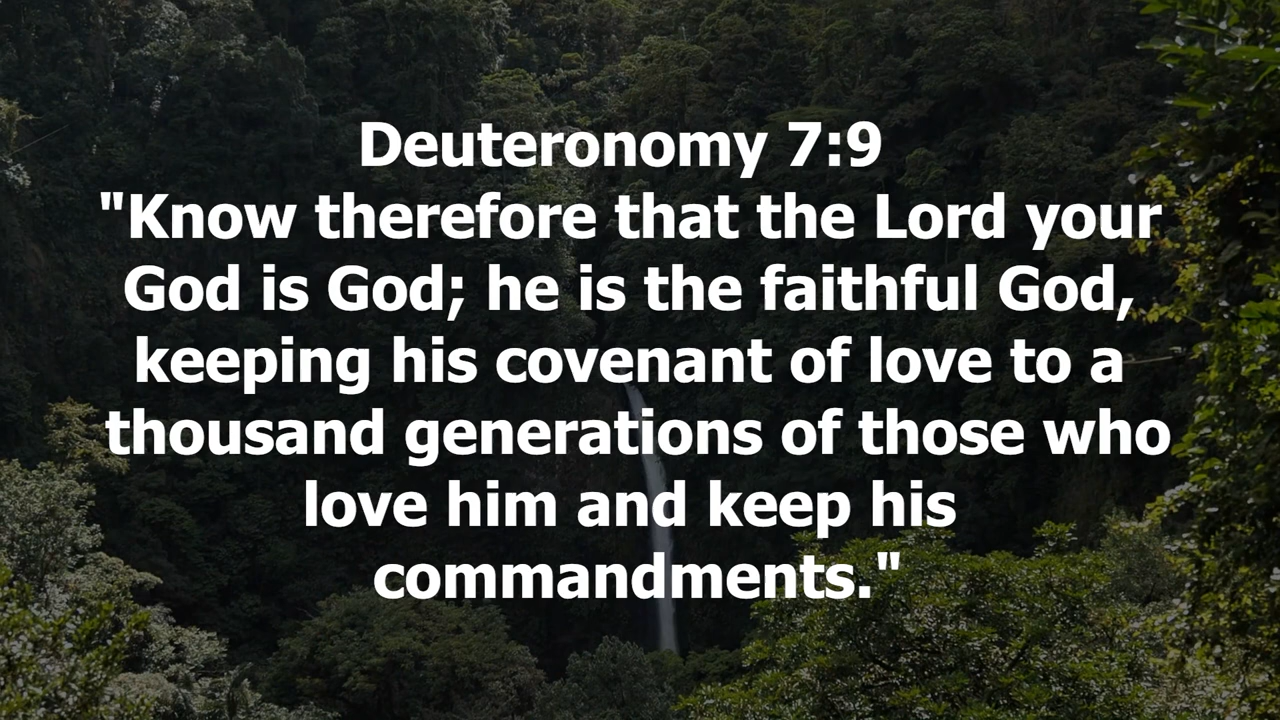 Deuteronomy 7:9
"Know therefore that the Lord your
God is God; he is the faithful God,
keeping his covenant of love to a
thousand generations of those who
love him and keep his
commandments."